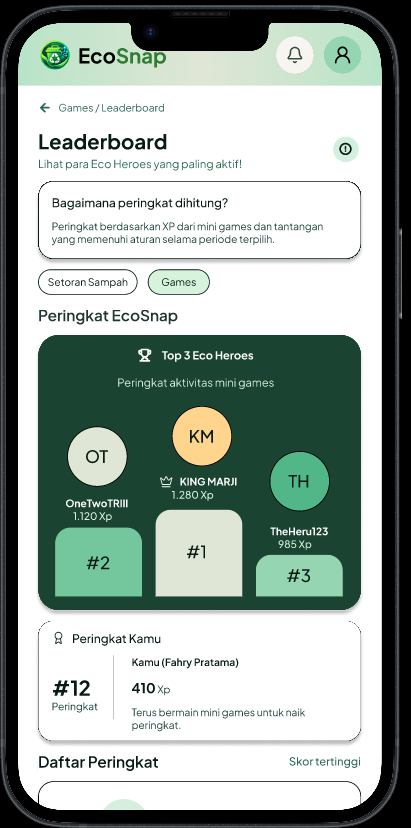 EcoSnap
Games / Leaderboard
Leaderboard
Lihat para Eco Heroes yang paling aktif!
Bagaimana peringkat dihitung?
Peringkat berdasarkan XP dari mini games dan tantangan
yang memenuhi aturan selama periode terpilih.
Setoran Sampah
Games
Peringkat EcoSnap
Top 3 Eco Heroes
Peringkat aktivitas mini games
KM
OT
TH
KING MARJI
1.280 Xp
OneTwoTRIII
1.120 Xp
TheHeru123
985 Xp
#1
#2
#3
Peringkat Kamu
Kamu (Fahry Pratama)
#12
Peringkat
410 Xp
Terus bermain mini games untuk naik
peringkat.
Daftar Peringkat
Skor tertinggi